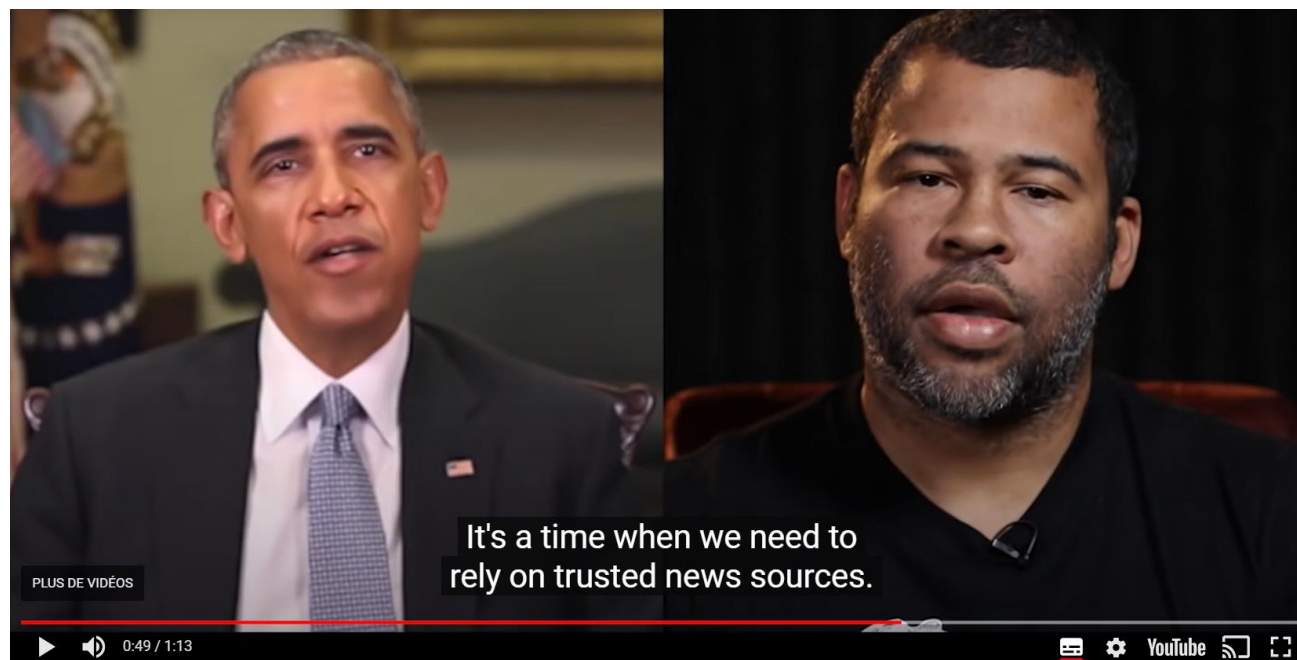 It's a time when we need to
rely on trusted news sources.
PLUS DE VIDÉOS
0:49 / 1:13
YouTube